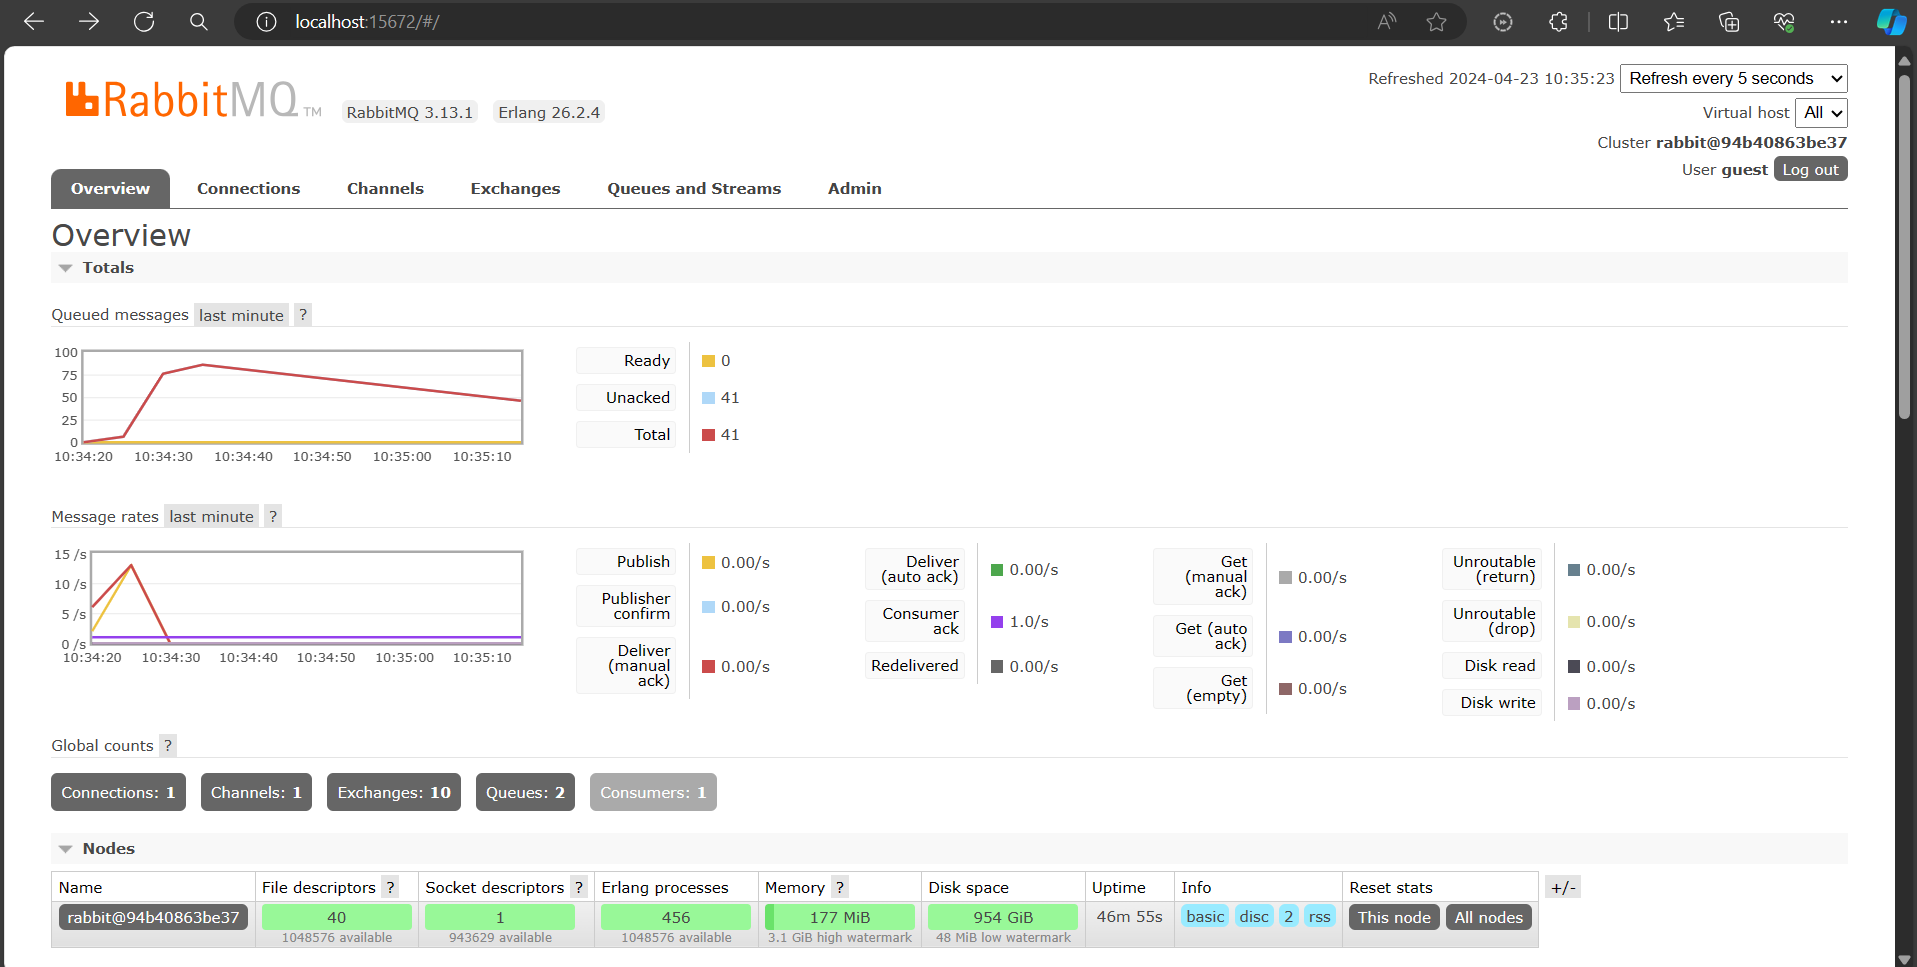 localhost:15672/#/
RabbitMQ TM
RabbitMQ 3.13.1 Erlang 26.2.4
Refreshed 2024-04-23 10:35:23 Refresh every 5 seconds
Virtual host All
Cluster rabbit@94b40863be37
User guest Log out
Overview Connections Channels Exchanges Queues and Streams Admin
Overview
Totals
Queued messages last minute ?
100
75
50
25
0
10:34:20 10:34:30 10:34:40 10:34:50 10:35:00 10:35:10
Ready 0
Unacked 41
Total 41
Message rates last minute ?
15 /s
10 /s
5 /s
0 /s
10:34:20 10:34:30 10:34:40 10:34:50 10:35:00 10:35:10
Publish 0.00/s
Publisher
confirm 0.00/s
Deliver
(manual
ack) 0.00/s
Deliver
(auto ack) 0.00/s
Consumer
ack 1.0/s
Redelivered 0.00/s
Get
(manual
ack) 0.00/s
Get (auto
ack) 0.00/s
Get
(empty) 0.00/s
Unroutable
(return) 0.00/s
Unroutable
(drop) 0.00/s
Disk read 0.00/s
Disk write 0.00/s
Global counts ?
Connections: 1 Channels: 1 Exchanges: 10 Queues: 2 Consumers: 1
Nodes
Name File descriptors ? Socket descriptors ? Erlang processes Memory ? Disk space Uptime Info Reset stats +/-
rabbit@94b40863be37 40 1 456 177 MiB 954 GiB 46m 55s basic disc 2 rss This node All nodes
1048576 available 943629 available 1048576 available 3.1 GiB high watermark 48 MiB low watermark